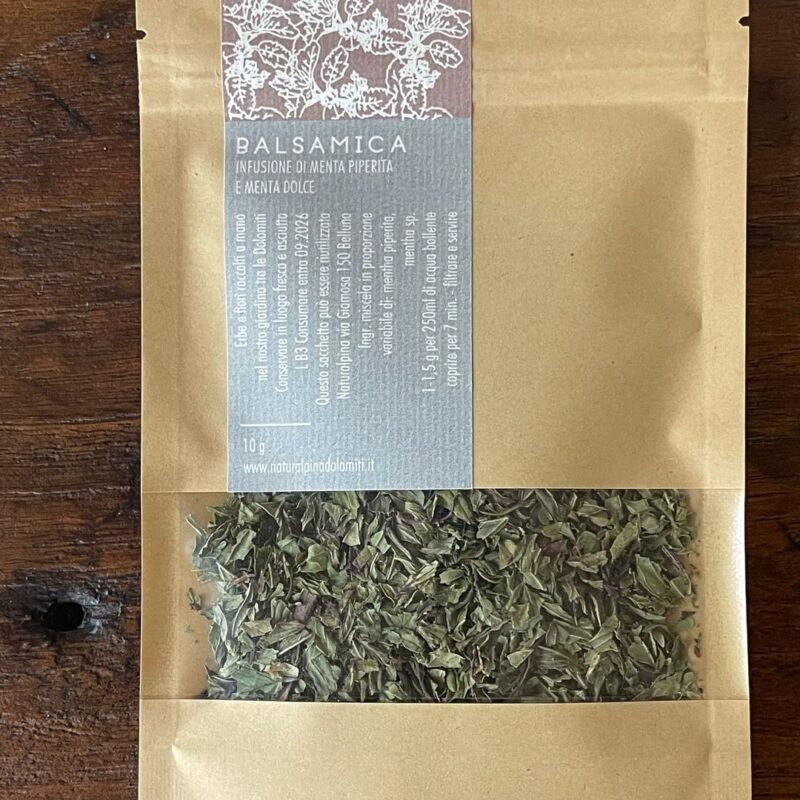 BALSAMICA
INFUSIONE DI MENTA PIPERITA
E MENTA DOLCE
Erbe e fiori raccolti a mano
nel nostro giardino tra le Dolomiti
Conservare in luogo fresco e asciutto
L B3 Consumare entro 09.2026
Questo sacchetto può essere riutilizzato
Naturalpina via Giamosa 150 Belluno
Ingr. miscela in proporzione
variabile di: mentha piperita,
mentha sp.
1-1,5 g per 250ml di acqua bollente
coprire per 7 min. - filtrare e servire
10 g
www.naturalpinadolomiti.it